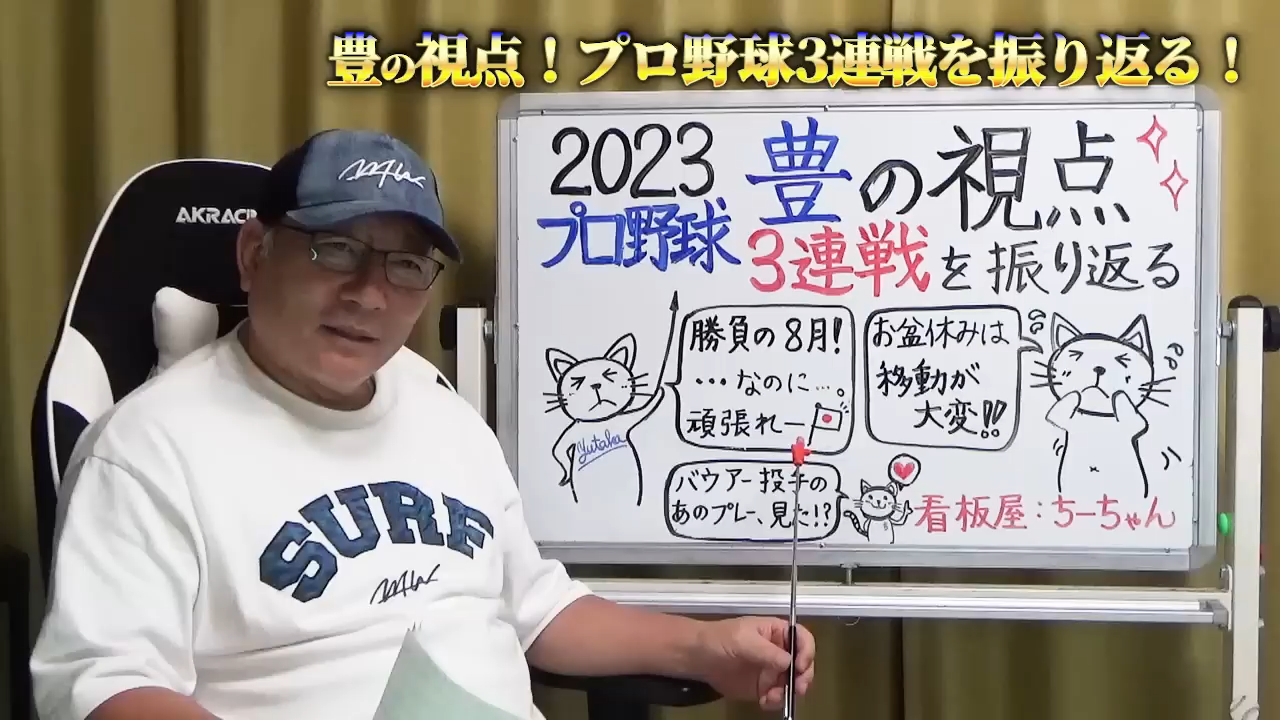 豊の視点！プロ野球3連戦を振り返る！
2023
プロ野球
豊の視点
3連戦を振り返る
勝負の8月!
…なのに…。
頑張れー
お盆休みは
移動が
大変!!
Yutaka
バウアー投手の
あのプレー、見た!?
看板屋：ちーちゃん
SURF